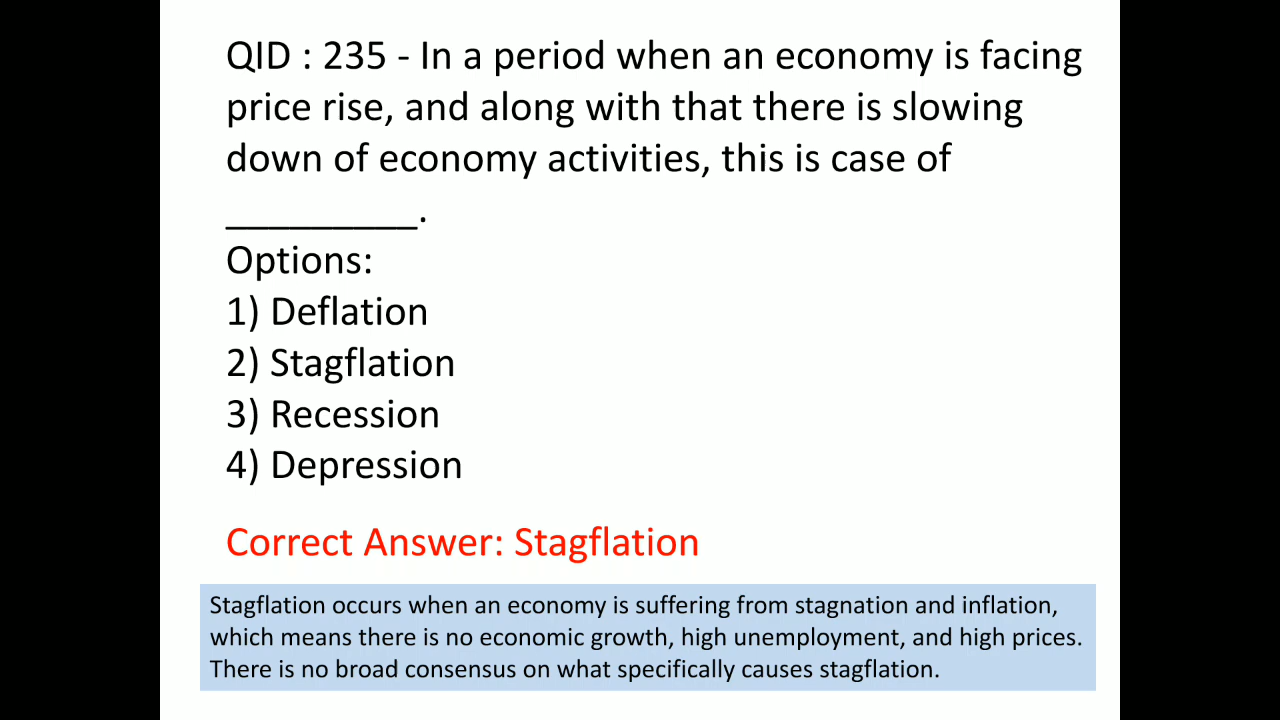 QID : 235 - In a period when an economy is facing
price rise, and along with that there is slowing
down of economy activities, this is case of
_________.
Options:
1) Deflation
2) Stagflation
3) Recession
4) Depression
Correct Answer: Stagflation
Stagflation occurs when an economy is suffering from stagnation and inflation,
which means there is no economic growth, high unemployment, and high prices.
There is no broad consensus on what specifically causes stagflation.